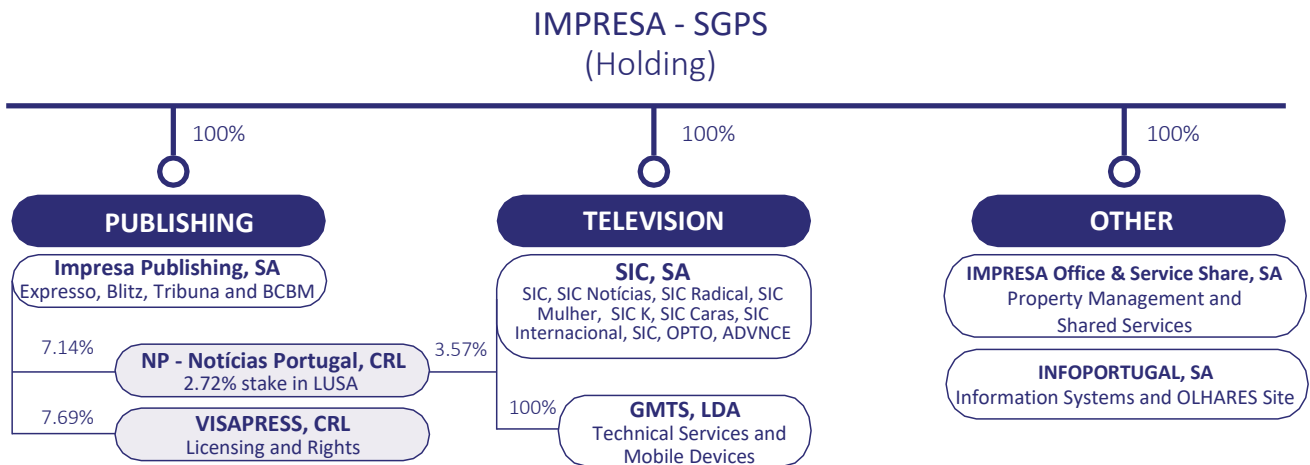 IMPRESA - SGPS
(Holding)
100%
100%
100%
PUBLISHING
Impresa Publishing, SA
Expresso, Blitz, Tribuna and BCBM
7.14%
NP - Notícias Portugal, CRL
2.72% stake in LUSA
7.69%
VISAPRESS, CRL
Licensing and Rights
TELEVISION
SIC, SA
SIC, SIC Notícias, SIC Radical, SIC
Mulher, SIC K, SIC Caras, SIC
Internacional, SIC, OPTO, ADVNCE
3.57%
100%
GMTS, LDA
Technical Services and
Mobile Devices
OTHER
IMPRESA Office & Service Share, SA
Property Management and
Shared Services
INFOPORTUGAL, SA
Information Systems and OLHARES Site